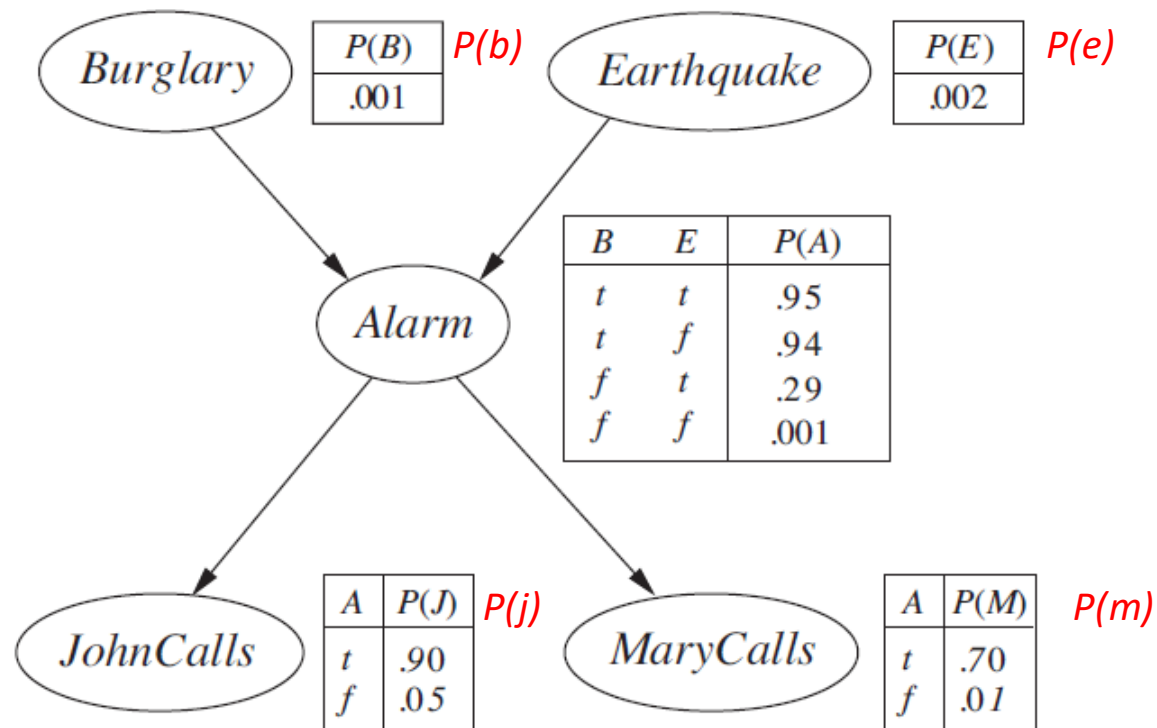 Burglary
P(B)
.001
P(b)
Earthquake
P(E)
.002
P(e)
Alarm
B E P(A)
t t .95
t f .94
f t .29
f f .001
JohnCalls
A P(J)
t .90
f .05
P(j)
MaryCalls
A P(M)
t .70
f .01
P(m)